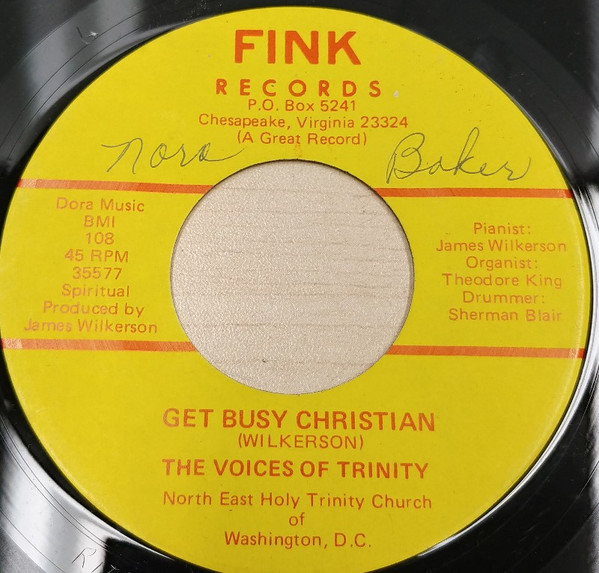 FINK
RECORDS
P.O. Box 5241
Chesapeake, Virginia 23324
(A Great Record)
Nora Baker
Dora Music
BMI
108
45 RPM
35577
Spiritual
Produced by
James Wilkerson
Pianist:
James Wilkerson
Organist:
Theodore King
Drummer:
Sherman Blair
GET BUSY CHRISTIAN
(WILKERSON)
THE VOICES OF TRINITY
North East Holy Trinity Church
of
Washington, D.C.